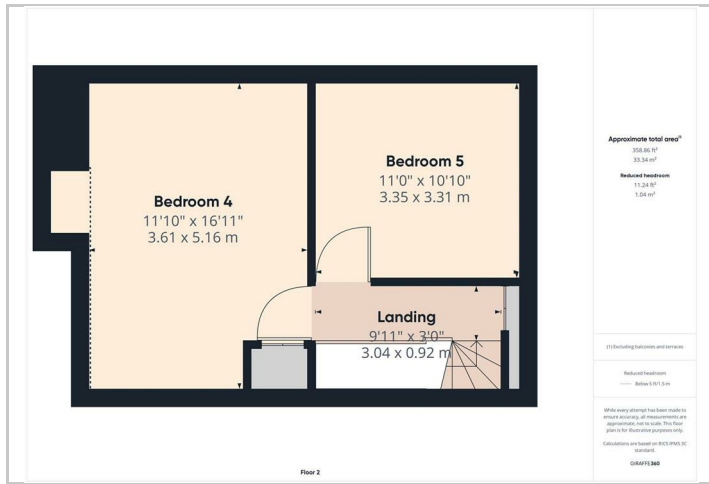 Bedroom 4
11'10" x 16'11"
3.61 x 5.16 m
Bedroom 5
11'0" x 10'10"
3.35 x 3.31 m
Landing
9'11" x 3'0"
3.04 x 0.92 m
Floor 2
Approximate total area⁽¹⁾
358.86 ft²
33.34 m²
Reduced headroom
11.24 ft²
1.04 m²
(1) Excluding balconies and terraces
Reduced headroom
Below 5 ft/1.5 m
While every attempt has been made to
ensure accuracy, all measurements are
approximate, not to scale. This floor
plan is for illustrative purposes only.
Calculations are based on RICS IPMS 3C
standard.
GIRAFFE360